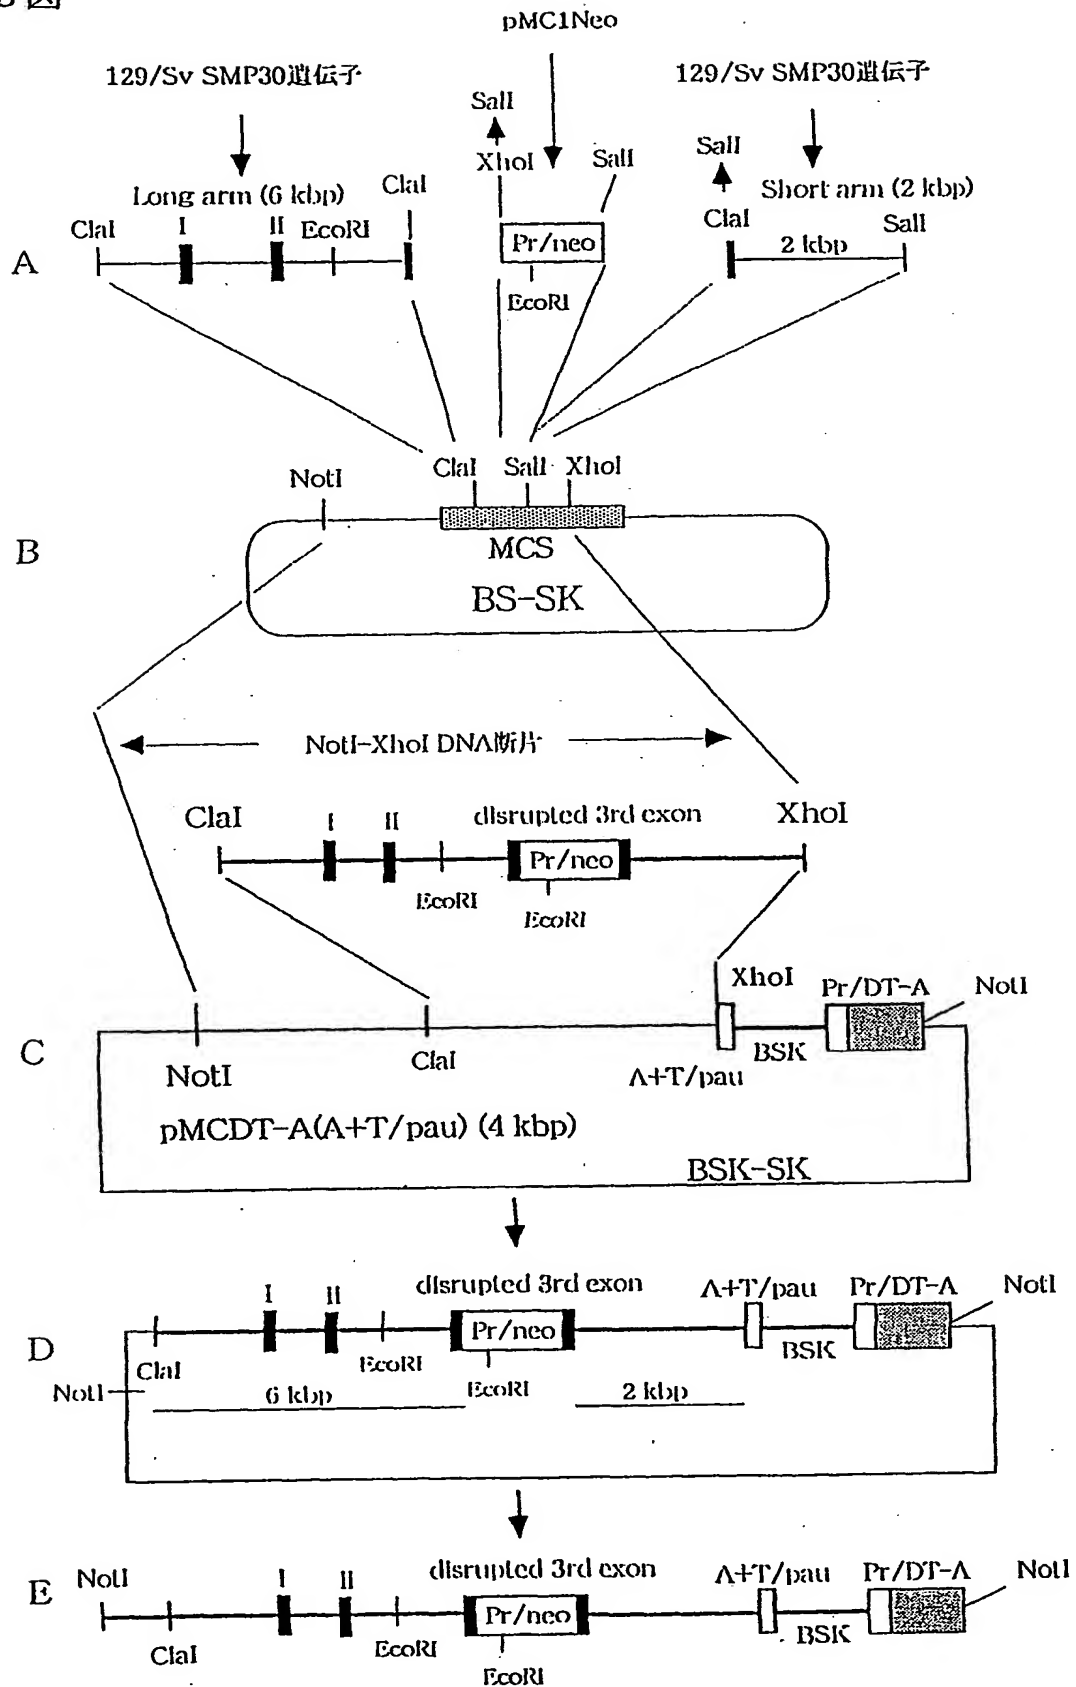 pMC1Neo
129/Sv SMP30遺伝子
129/Sv SMP30遺伝子
SalI
XhoI
SalI
SalI
Long arm (6 kbp)
ClaI
Short arm (2 kbp)
ClaI
ClaI
I
II
EcoRI
SalI
A
Pr/neo
2 kbp
EcoRI
ClaI
SalI
XhoI
NotI
B
MCS
BS-SK
NotI-XhoI DNA断片
ClaI
I
II
disrupted 3rd exon
XhoI
Pr/neo
EcoRI
EcoRI
XhoI
Pr/DT-A
NotI
C
NotI
ClaI
BSK
A+T/pau
pMCDT-A(A+T/pau) (4 kbp)
BSK-SK
I
II
disrupted 3rd exon
A+T/pau
Pr/DT-A
NotI
D
Pr/neo
ClaI
EcoRI
BSK
NotI
6 kbp
EcoRI
2 kbp
E
NotI
I
II
disrupted 3rd exon
A+T/pau
Pr/DT-A
NotI
Pr/neo
ClaI
EcoRI
BSK
EcoRI